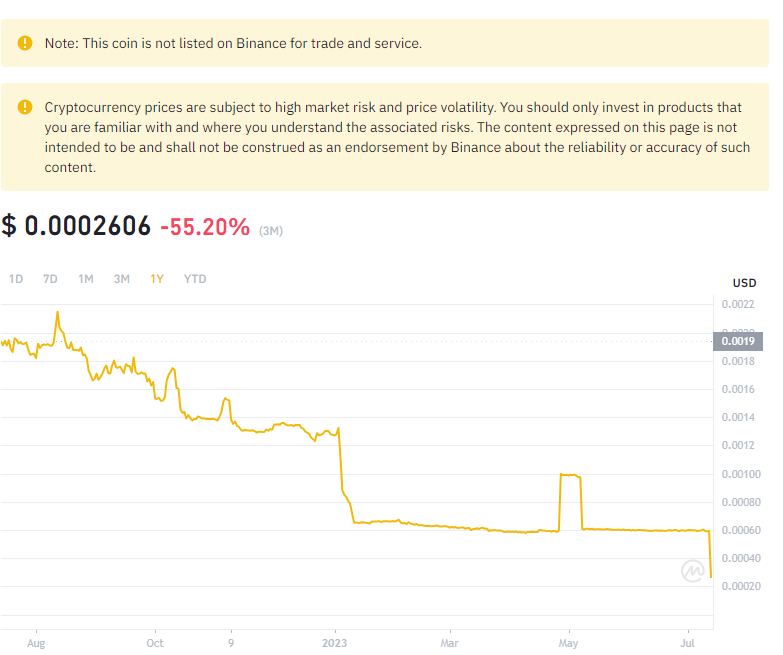 Note: This coin is not listed on Binance for trade and service.
Cryptocurrency prices are subject to high market risk and price volatility. You should only invest in products that
you are familiar with and where you understand the associated risks. The content expressed on this page is not
intended to be and shall not be construed as an endorsement by Binance about the reliability or accuracy of such
content.
$ 0.0002606 -55.20% (3M)
1D 7D 1M 3M 1Y YTD
USD
0.0022
0.0019
0.0018
0.0016
0.0014
0.0012
0.00100
0.00080
0.00060
0.00040
0.00020
Aug Oct 9 2023 Mar May Jul